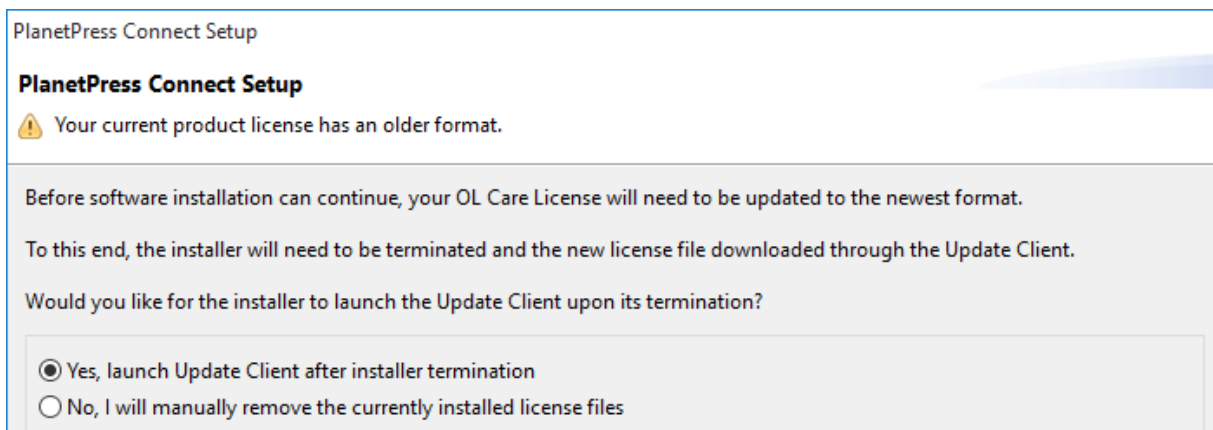 PlanetPress Connect Setup
PlanetPress Connect Setup
Your current product license has an older format.
Before software installation can continue, your OL Care License will need to be updated to the newest format.
To this end, the installer will need to be terminated and the new license file downloaded through the Update Client.
Would you like for the installer to launch the Update Client upon its termination?
Yes, launch Update Client after installer termination
No, I will manually remove the currently installed license files